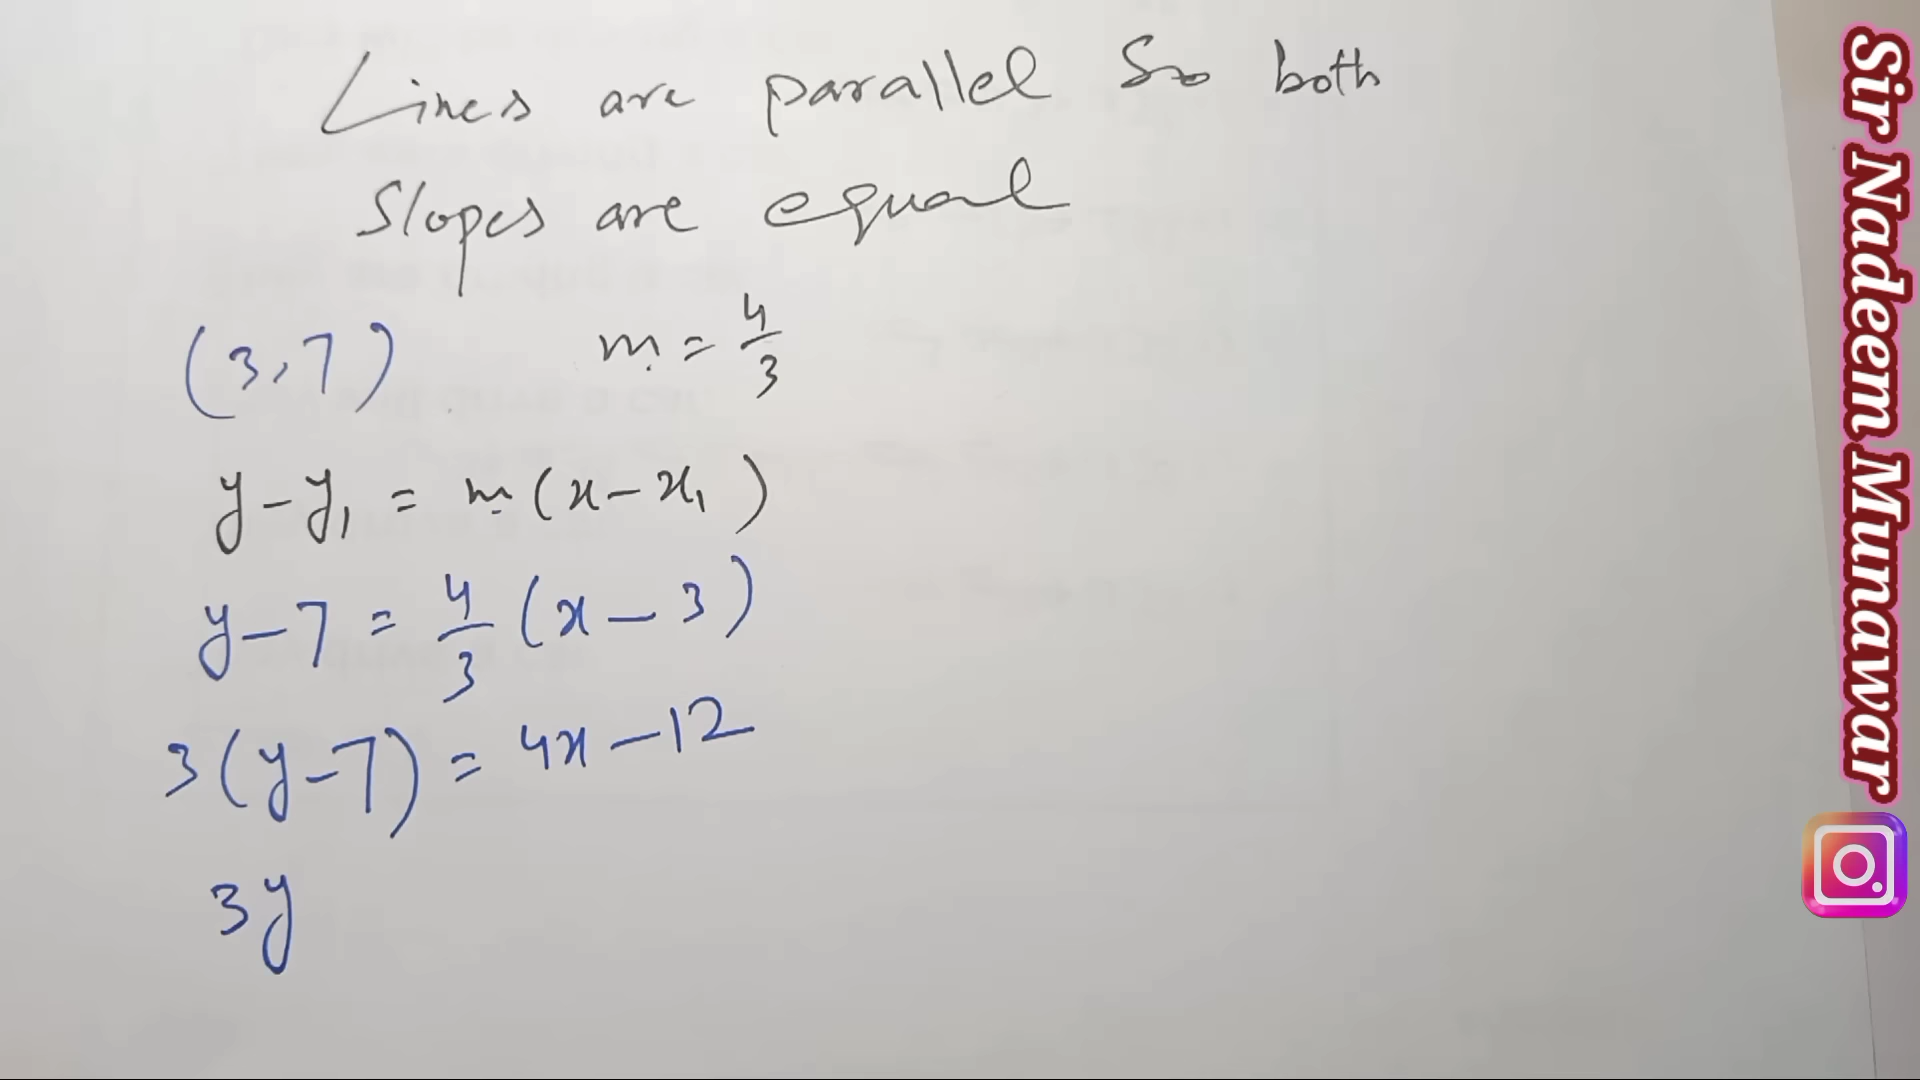 Lines are parallel So both
Slopes are equal
(3,7) m = 4/3
y - y₁ = m (x - x₁)
y - 7 = 4/3 (x - 3)
3(y - 7) = 4x - 12
3y
Sir Nadeem Munawar